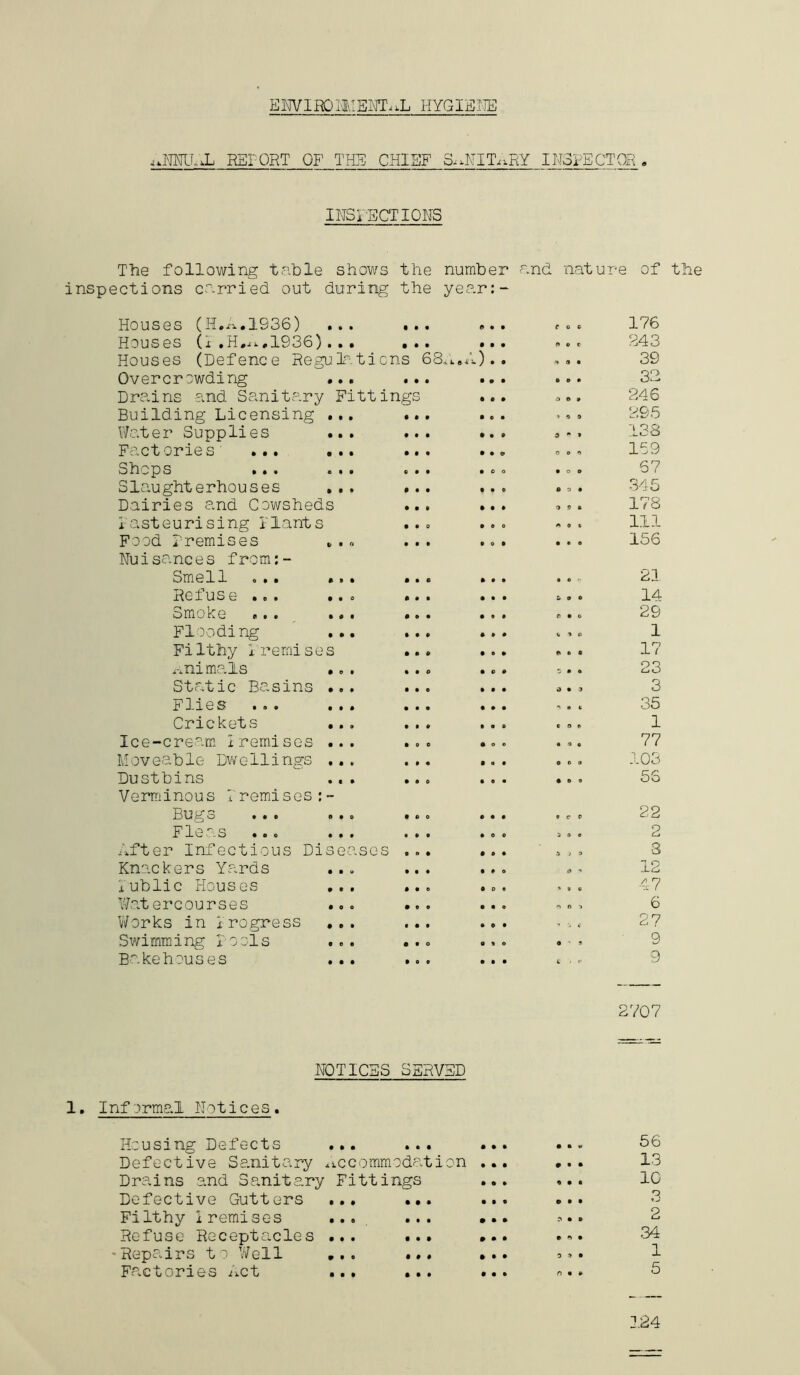 ENVIRONMENTAL HYGIENE
ANNUAL REPORT OF THE CHIEF SANITARY INSPECTOR.
INSPECTIONS
The following table shows the number and nature of the
inspections carried out during the year:-
Houses (H.A.1936) ... ... ... ... 176
Houses (P.H.A.1936)... ... ... ... 243
Houses (Defence Regulations 68A.A).. ... 39
Overcrowding ... ... ... ... 32
Drains and Sanitary Fittings ... ... 246
Building Licensing ... ... ... ... 295
Water Supplies ... ... ... ... 138
Factories ... ... ... ... ... 159
Shops ... ... ... ... ... 67
Slaughterhouses ... ... ... ... 345
Dairies and Cowsheds ... ... ... 178
Pasteurising Plants ... ... ... 111
Food Premises ... ... ... ... 156
Nuisances from:-
Smell ... ... ... ... ... 21
Refuse ... ... ... ... ... 14
Smoke ... ... ... ... ... 29
Flooding ... ... ... ... 1
Filthy Premises ... ... ... 17
Animals ... ... ... ... 23
Static Basins ... ... ... ... 3
Flies ... ... ... ... ... 35
Crickets ... ... ... ... 1
Ice-cream Premises ... ... ... ... 77
Moveable Dwellings ... ... ... ... 103
Dustbins ... ... ... ... 56
Verminous Premises:-
Bugs ... ... ... ... ... 22
Fleas ... ... ... ... ... 2
After Infectious Diseases ... ... ... 3
Knackers Yards ... ... ... ... 12
Public Houses ... ... ... ... 47
Watercourses ... ... ... ... 6
Works in Progress ... ... ... ... 27
Swimming Pools ... ... ... ... 9
Bakehouses ... ... ... ... 9
2707
NOTICES SERVED
1. Informal Notices.
Housing Defects ... ... ... ... 56
Defective Sanitary Accommodation ... ... 13
Drains and Sanitary Fittings ... ... 10
Defective Gutters ... ... ... ... 3
Filthy Premises ... ... ... ... 2
Refuse Receptacles ... ... ... ... 34
Repairs to Well ... ... ... ... 1
Factories Act ... ... ... ... 5
124